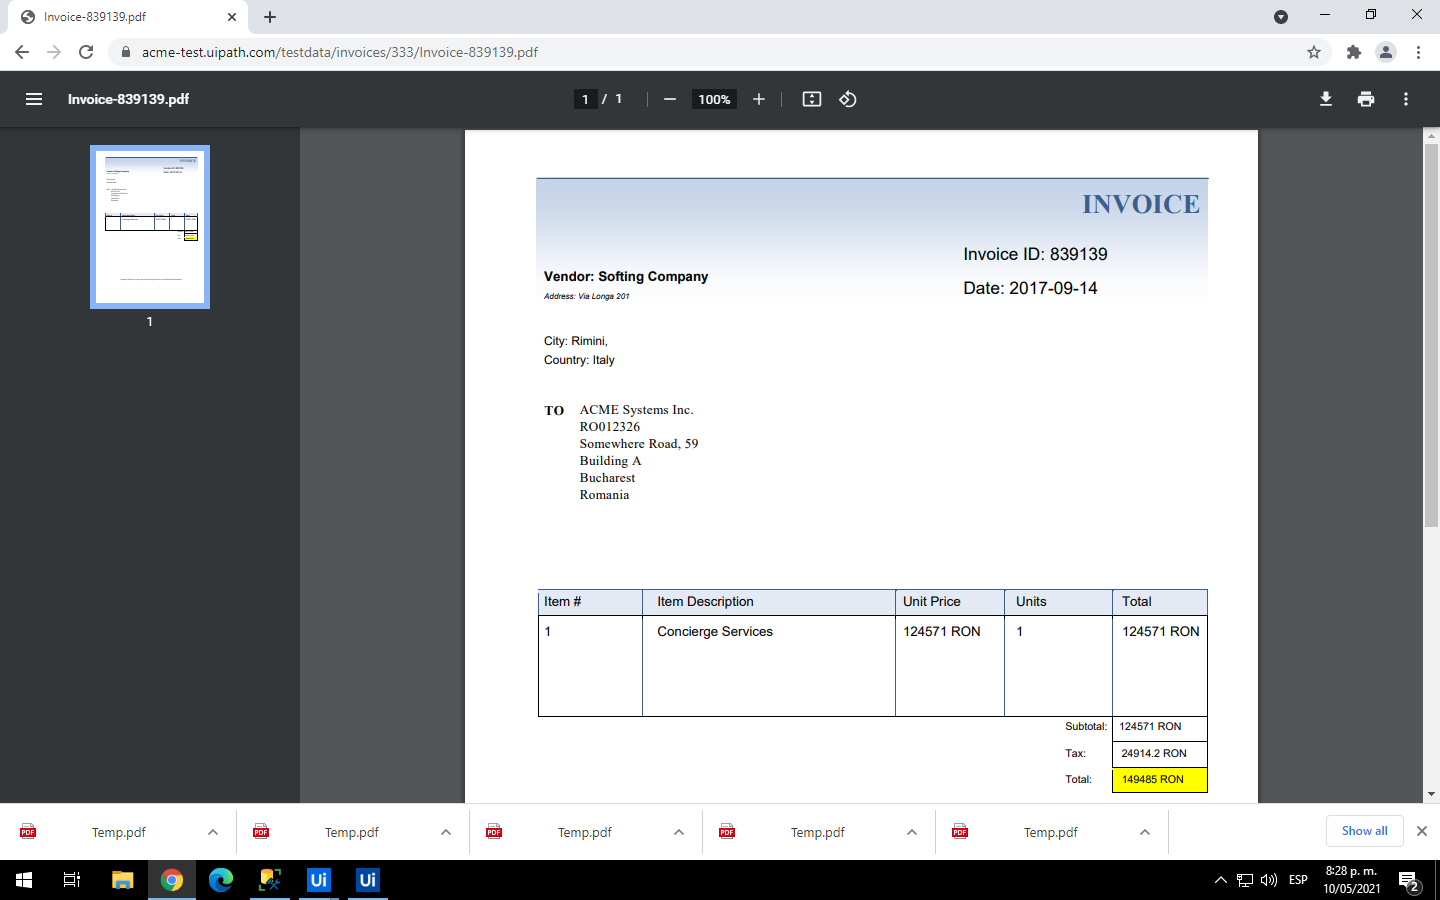 Invoice-839139.pdf
acme-test.uipath.com/testdata/invoices/333/Invoice-839139.pdf
Invoice-839139.pdf
1 / 1
100%
1
INVOICE
Invoice ID: 839139
Vendor: Softing Company
Date: 2017-09-14
Address: Via Longa 201
City: Rimini,
Country: Italy
TO ACME Systems Inc.
RO012326
Somewhere Road, 59
Building A
Bucharest
Romania
Item # Item Description Unit Price Units Total
1 Concierge Services 124571 RON 1 124571 RON
Subtotal: 124571 RON
Tax: 24914.2 RON
Total: 149485 RON
Temp.pdf Temp.pdf Temp.pdf Temp.pdf Temp.pdf Show all
Ui Ui ESP 8:28 p. m.
10/05/2021 2